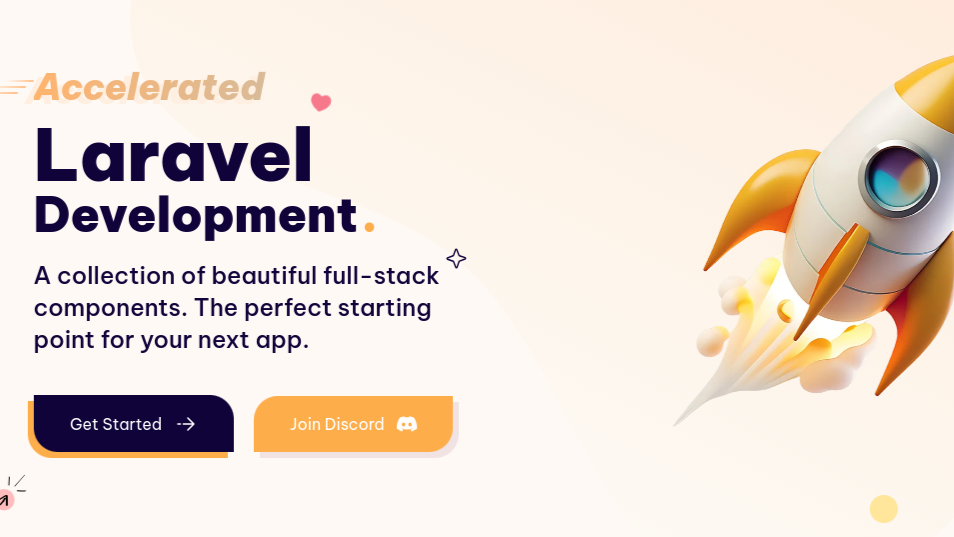 Accelerated
Laravel
Development.
A collection of beautiful full-stack
components. The perfect starting
point for your next app.
Get Started
Join Discord